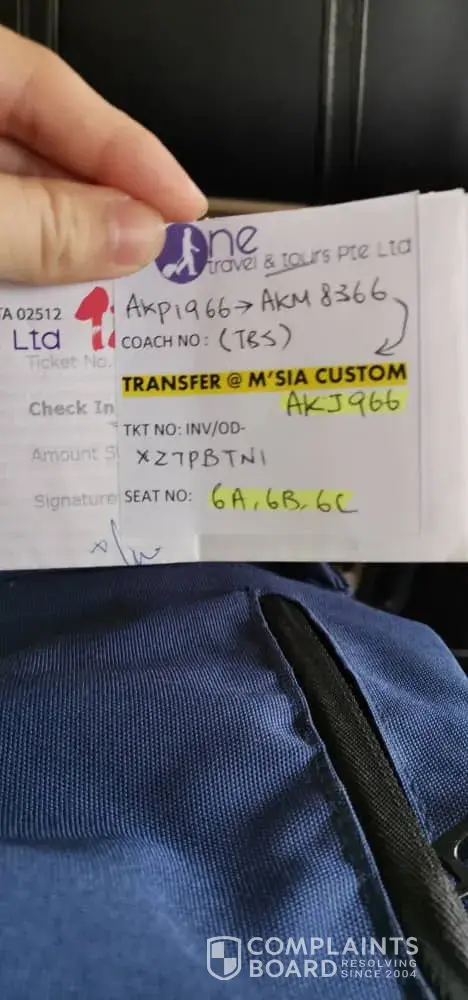 One
travel & tours Pte Ltd
AKP1966 → AKM 8366
COACH NO: (TBS)
TRANSFER @ M'SIA CUSTOM
AKJ966
TKT NO: INV/OD-
XZ7PBTN1
SEAT NO: 6A, 6B, 6C
TA 02512
Ltd
Ticket No.
Check In
Amount S
Signature
COMPLAINTS
BOARD RESOLVING
SINCE 2004